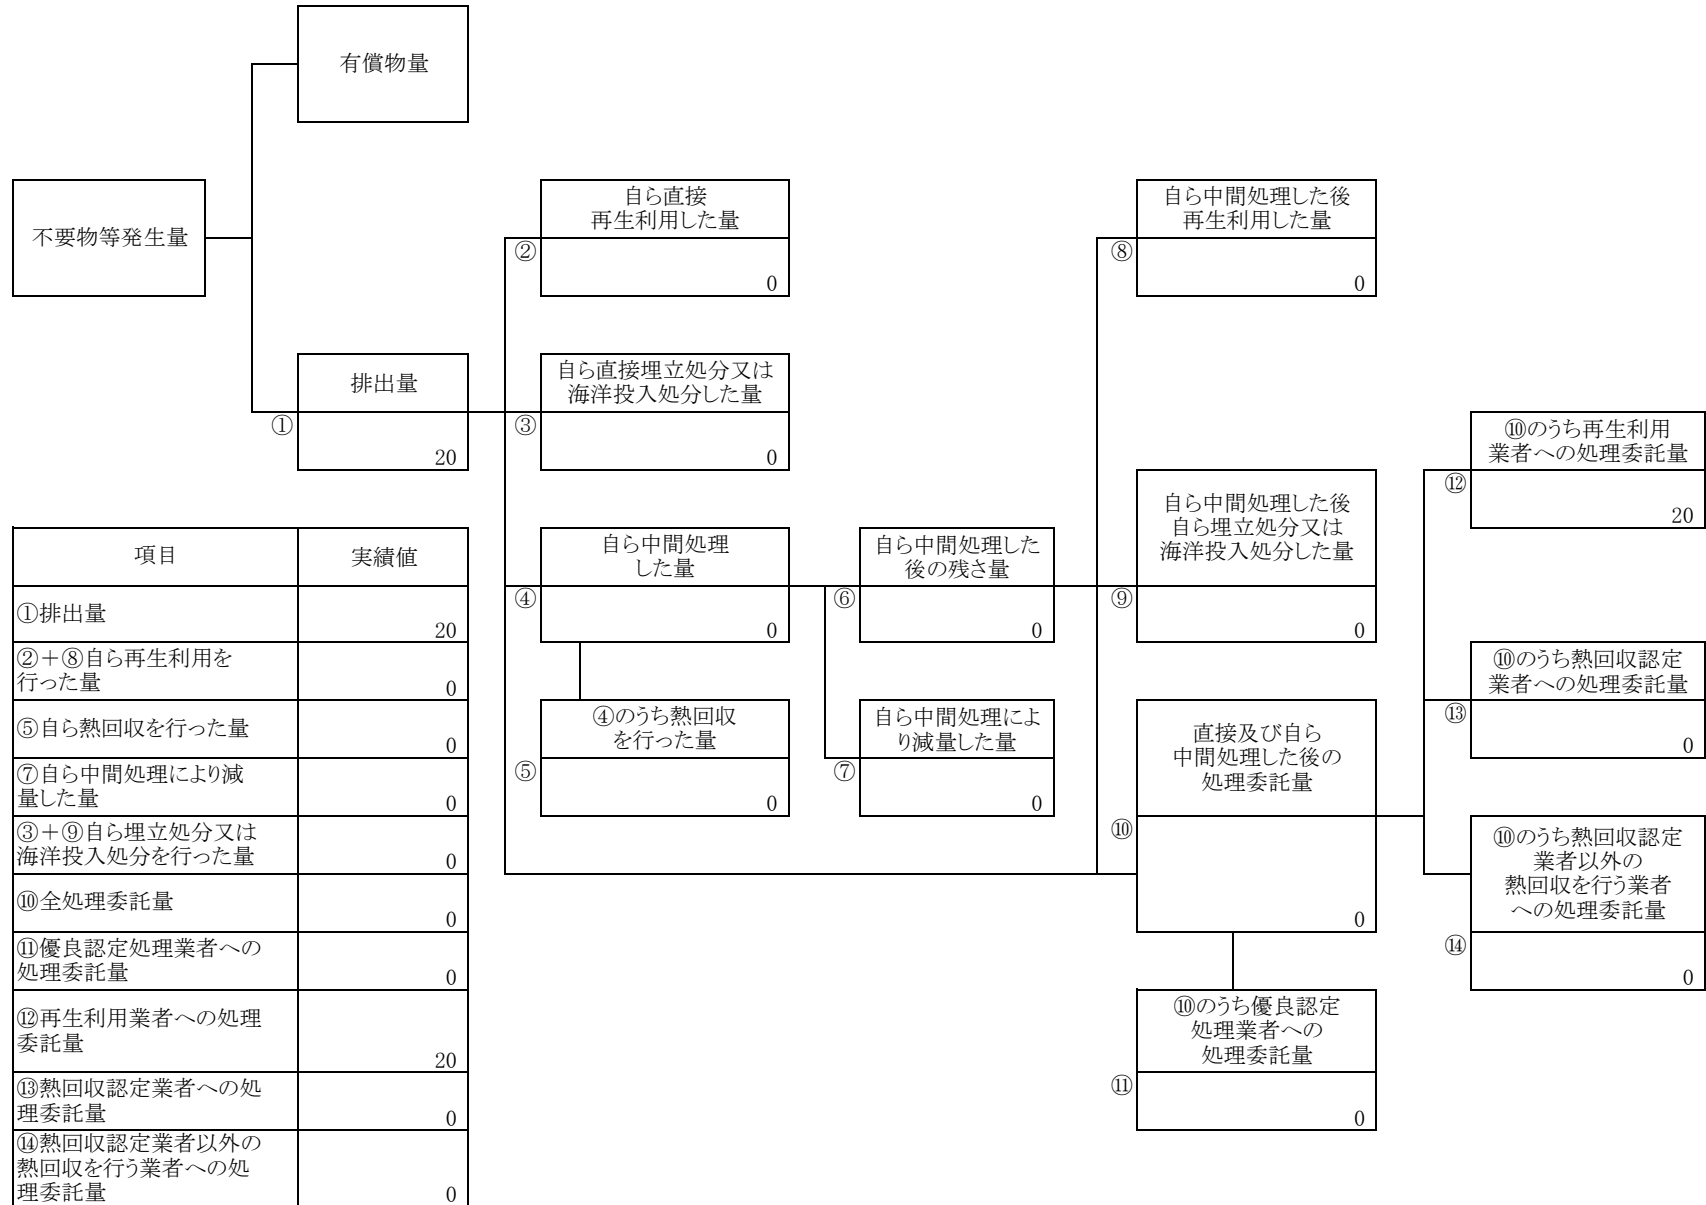 有償物量
不要物等発生量
排出量
①
20
自ら直接
再生利用した量
②
0
自ら直接埋立処分又は
海洋投入処分した量
③
0
自ら中間処理
した量
④
0
④のうち熱回収
を行った量
⑤
0
自ら中間処理した
後の残さ量
⑥
0
自ら中間処理によ
り減量した量
⑦
0
自ら中間処理した後
再生利用した量
⑧
0
自ら中間処理した後
自ら埋立処分又は
海洋投入処分した量
⑨
0
直接及び自ら
中間処理した後の
処理委託量
⑩
0
⑩のうち優良認定
処理業者への
処理委託量
⑪
0
⑩のうち再生利用
業者への処理委託量
⑫
20
⑩のうち熱回収認定
業者への処理委託量
⑬
0
⑩のうち熱回収認定
業者以外の
熱回収を行う業者
への処理委託量
⑭
0
項目 実績値
①排出量
20
②＋⑧自ら再生利用を
行った量
0
⑤自ら熱回収を行った量
0
⑦自ら中間処理により減
量した量
0
③＋⑨自ら埋立処分又は
海洋投入処分を行った量
0
⑩全処理委託量
0
⑪優良認定処理業者への
処理委託量
0
⑫再生利用業者への処理
委託量
20
⑬熱回収認定業者への処
理委託量
0
⑭熱回収認定業者以外の
熱回収を行う業者への処
理委託量
0